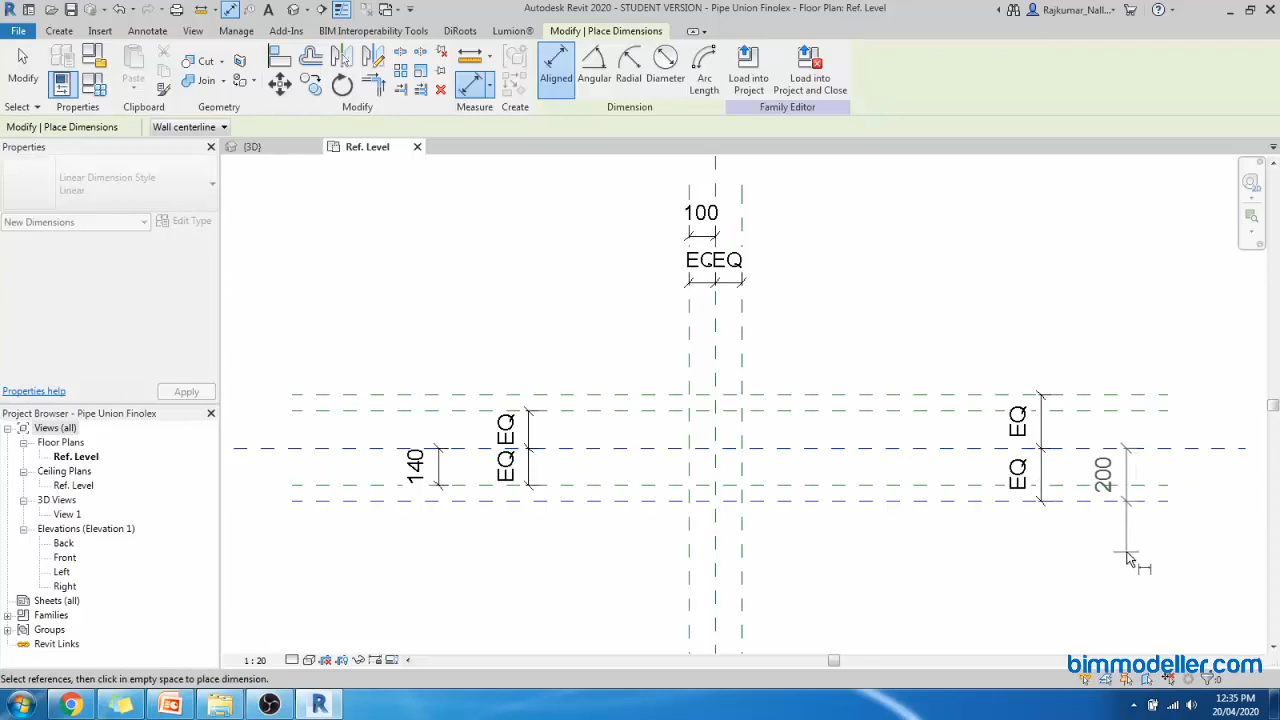 Autodesk Revit 2020 - STUDENT VERSION - Pipe Union Finolex - Floor Plan: Ref. Level
Rajkumar_Nall...
File Create Insert Annotate View Manage Add-Ins BIM Interoperability Tools DiRoots Lumion® Modify | Place Dimensions
Modify
Paste
Cut
Join
Aligned
Angular
Radial
Diameter
Arc
Length
Load into
Project
Load into
Project and Close
Select Properties Clipboard Geometry Modify Measure Create Dimension Family Editor
Modify | Place Dimensions Wall centerline
Properties
{3D}
Ref. Level
Linear Dimension Style
Linear
New Dimensions
Edit Type
Properties help
Apply
Project Browser - Pipe Union Finolex
Views (all)
Floor Plans
Ref. Level
Ceiling Plans
Ref. Level
3D Views
View 1
Elevations (Elevation 1)
Back
Front
Left
Right
Sheets (all)
Families
Groups
Revit Links
100
EQ EQ
140
EQ
EQ
EQ
EQ
200
1 : 20
bimmodeller.com
Select references, then click in empty space to place dimension.
:0
12:35 PM
20/04/2020